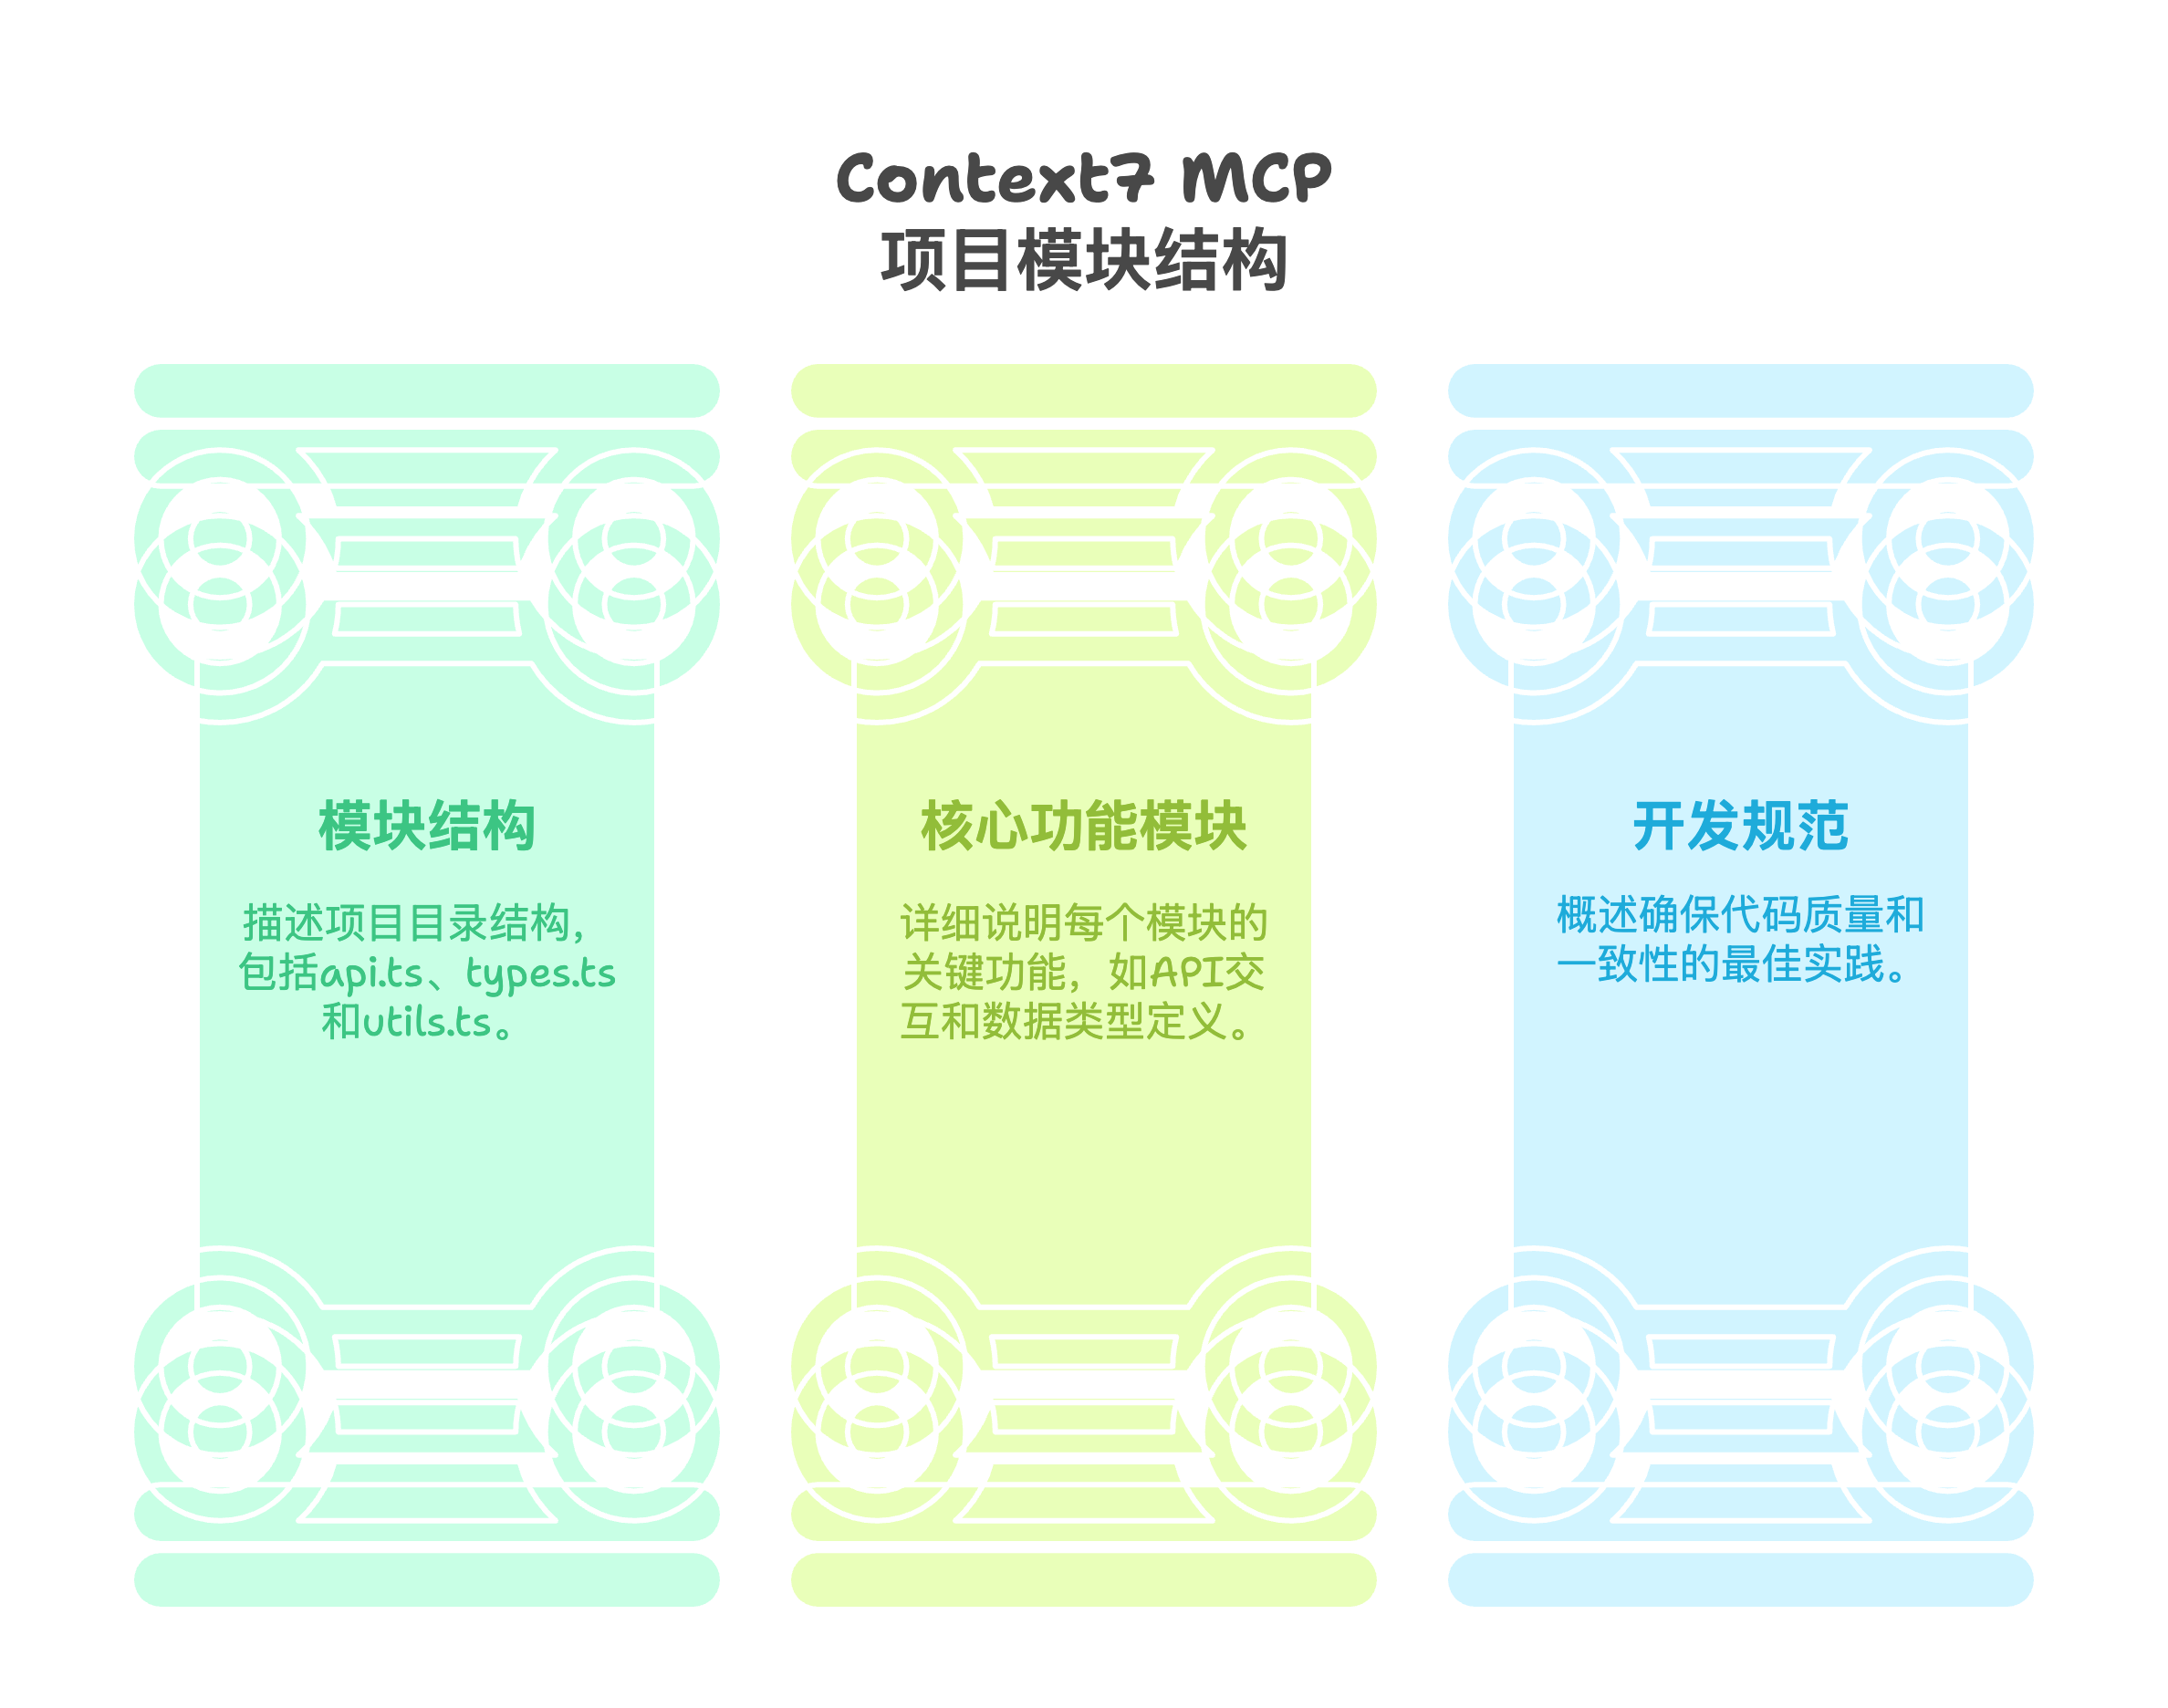 Context7 MCP
项目模块结构
模块结构
描述项目目录结构,
包括api.ts、types.ts
和utils.ts。
核心功能模块
详细说明每个模块的
关键功能, 如API交
互和数据类型定义。
开发规范
概述确保代码质量和
一致性的最佳实践。